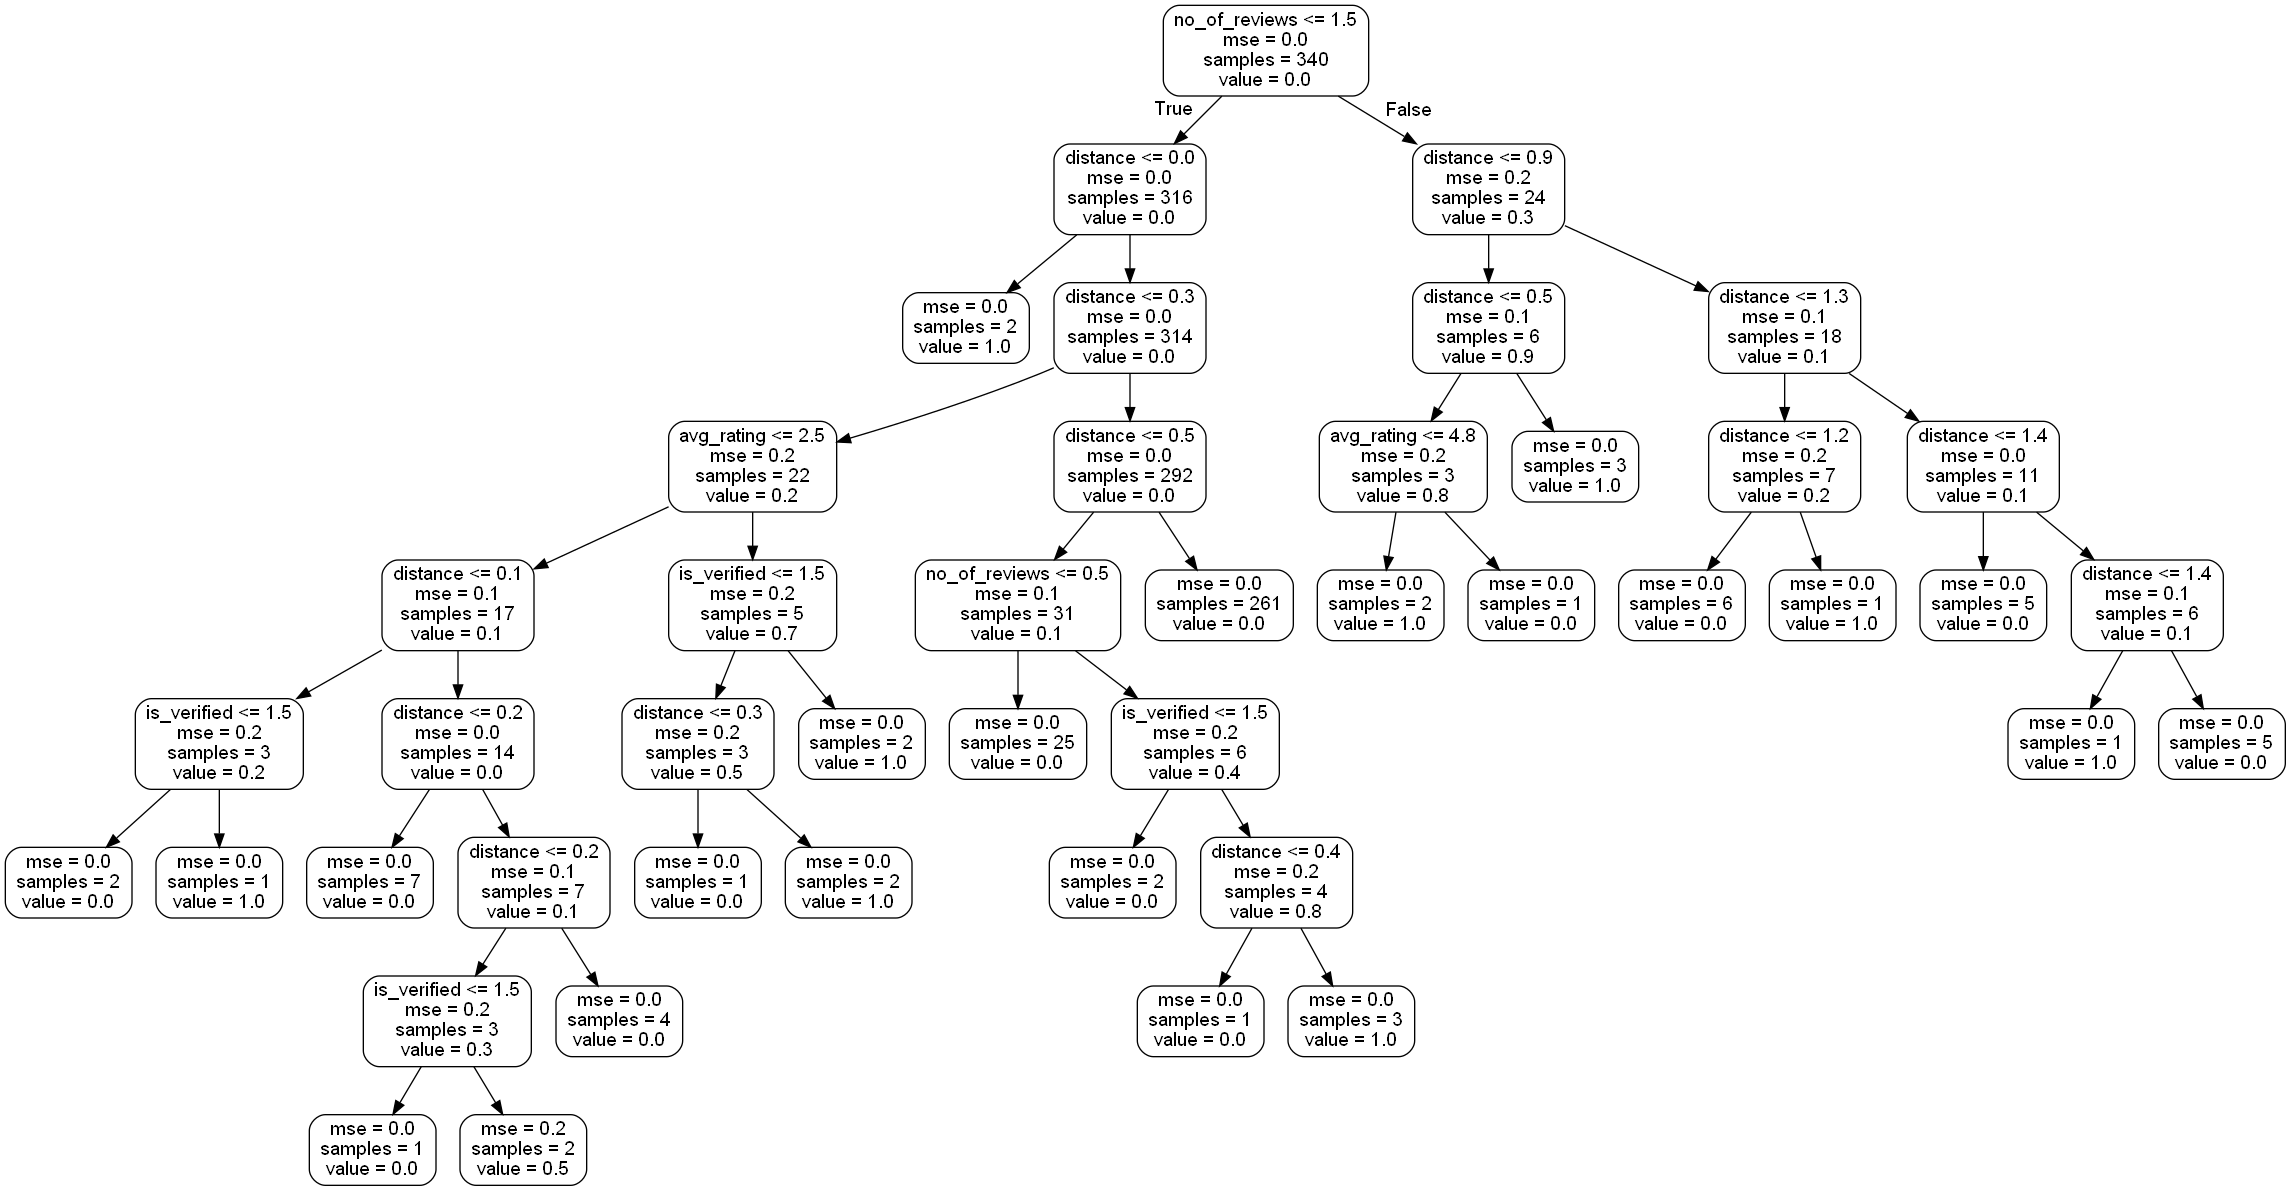 no_of_reviews <= 1.5
mse = 0.0
samples = 340
value = 0.0
True
False
distance <= 0.0
mse = 0.0
samples = 316
value = 0.0
distance <= 0.9
mse = 0.2
samples = 24
value = 0.3
mse = 0.0
samples = 2
value = 1.0
distance <= 0.3
mse = 0.0
samples = 314
value = 0.0
distance <= 0.5
mse = 0.1
samples = 6
value = 0.9
distance <= 1.3
mse = 0.1
samples = 18
value = 0.1
avg_rating <= 2.5
mse = 0.2
samples = 22
value = 0.2
distance <= 0.5
mse = 0.0
samples = 292
value = 0.0
avg_rating <= 4.8
mse = 0.2
samples = 3
value = 0.8
mse = 0.0
samples = 3
value = 1.0
distance <= 1.2
mse = 0.2
samples = 7
value = 0.2
distance <= 1.4
mse = 0.0
samples = 11
value = 0.1
distance <= 0.1
mse = 0.1
samples = 17
value = 0.1
is_verified <= 1.5
mse = 0.2
samples = 5
value = 0.7
no_of_reviews <= 0.5
mse = 0.1
samples = 31
value = 0.1
mse = 0.0
samples = 261
value = 0.0
mse = 0.0
samples = 2
value = 1.0
mse = 0.0
samples = 1
value = 0.0
mse = 0.0
samples = 6
value = 0.0
mse = 0.0
samples = 1
value = 1.0
mse = 0.0
samples = 5
value = 0.0
distance <= 1.4
mse = 0.1
samples = 6
value = 0.1
is_verified <= 1.5
mse = 0.2
samples = 3
value = 0.2
distance <= 0.2
mse = 0.0
samples = 14
value = 0.0
distance <= 0.3
mse = 0.2
samples = 3
value = 0.5
mse = 0.0
samples = 2
value = 1.0
mse = 0.0
samples = 25
value = 0.0
is_verified <= 1.5
mse = 0.2
samples = 6
value = 0.4
mse = 0.0
samples = 1
value = 1.0
mse = 0.0
samples = 5
value = 0.0
mse = 0.0
samples = 2
value = 0.0
mse = 0.0
samples = 1
value = 1.0
mse = 0.0
samples = 7
value = 0.0
distance <= 0.2
mse = 0.1
samples = 7
value = 0.1
mse = 0.0
samples = 1
value = 0.0
mse = 0.0
samples = 2
value = 1.0
mse = 0.0
samples = 2
value = 0.0
distance <= 0.4
mse = 0.2
samples = 4
value = 0.8
is_verified <= 1.5
mse = 0.2
samples = 3
value = 0.3
mse = 0.0
samples = 4
value = 0.0
mse = 0.0
samples = 1
value = 0.0
mse = 0.0
samples = 3
value = 1.0
mse = 0.0
samples = 1
value = 0.0
mse = 0.2
samples = 2
value = 0.5